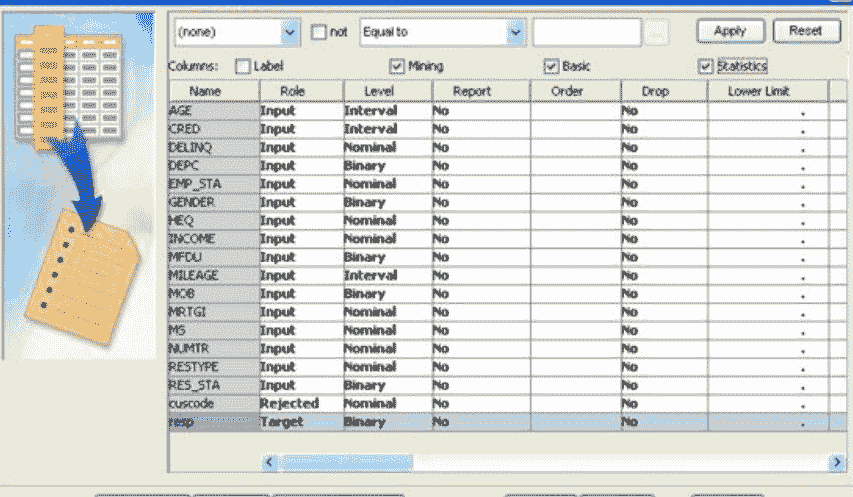 (none) not Equal to Apply Reset
Columns: Label Mining Basic Statistics
Name Role Level Report Order Drop Lower Limit
AGE Input Interval No No .
CRED Input Interval No No .
DELINQ Input Nominal No No .
DEPC Input Binary No No .
EMP_STA Input Nominal No No .
GENDER Input Binary No No .
HEQ Input Nominal No No .
INCOME Input Nominal No No .
MFDU Input Binary No No .
MILEAGE Input Interval No No .
MOB Input Binary No No .
MRTGI Input Nominal No No .
MS Input Nominal No No .
NUMTR Input Nominal No No .
RESTYPE Input Nominal No No .
RES_STA Input Binary No No .
cuscode Rejected Nominal No No .
resp Target Binary No No .